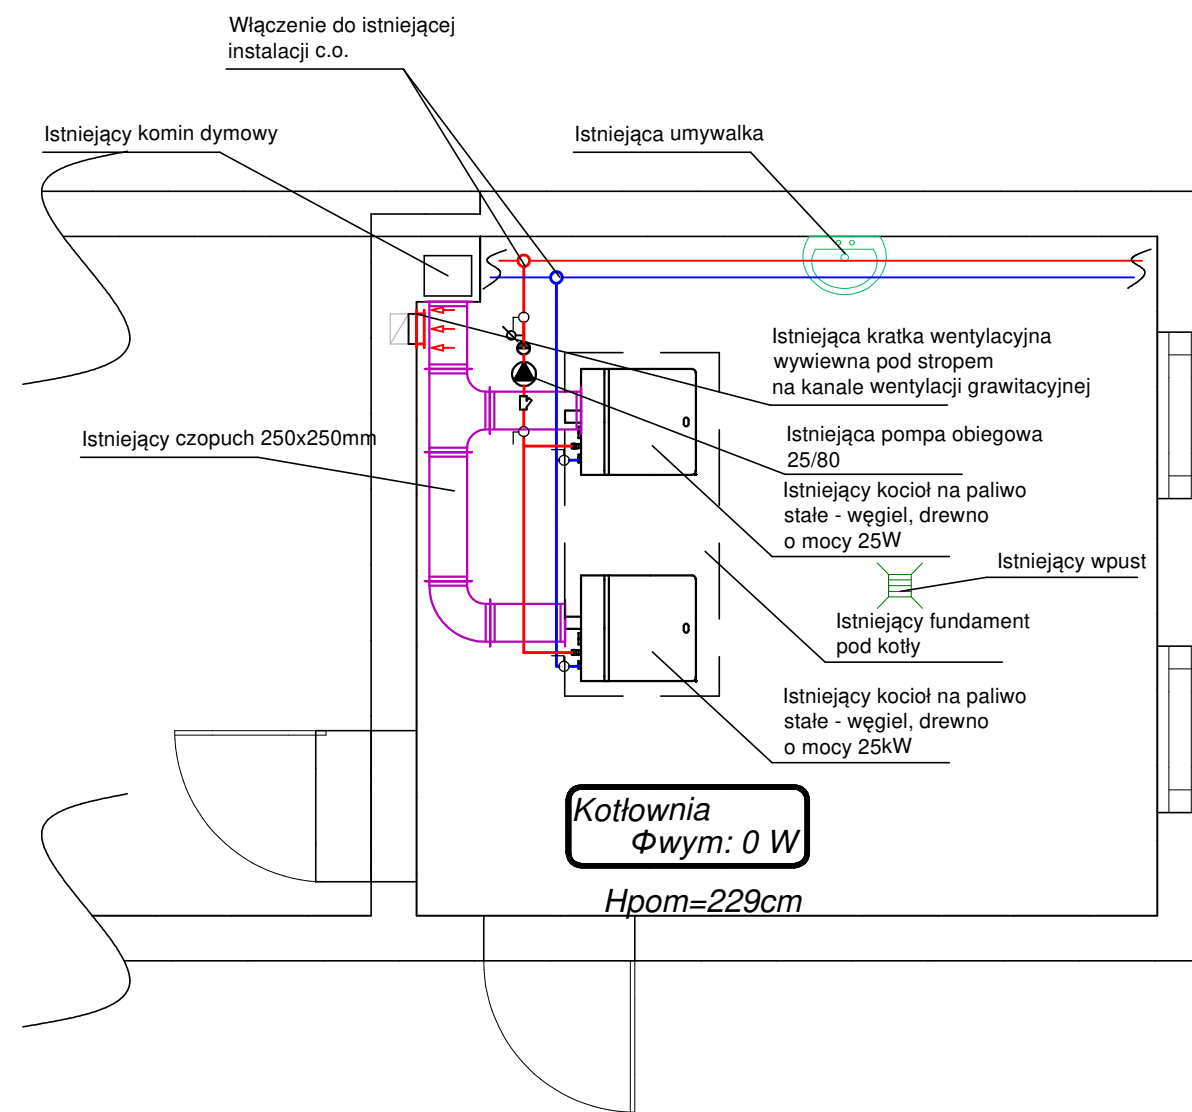 Włączenie do istniejącej
instalacji c.o.
Istniejący komin dymowy
Istniejąca umywalka
Istniejąca kratka wentylacyjna
wywiewna pod stropem
na kanale wentylacji grawitacyjnej
Istniejący czopuch 250x250mm
Istniejąca pompa obiegowa
25/80
Istniejący kocioł na paliwo
stałe - węgiel, drewno
o mocy 25W
Istniejący wpust
Istniejący fundament
pod kotły
Istniejący kocioł na paliwo
stałe - węgiel, drewno
o mocy 25kW
Kotłownia
Φwym: 0 W
Hpom=229cm